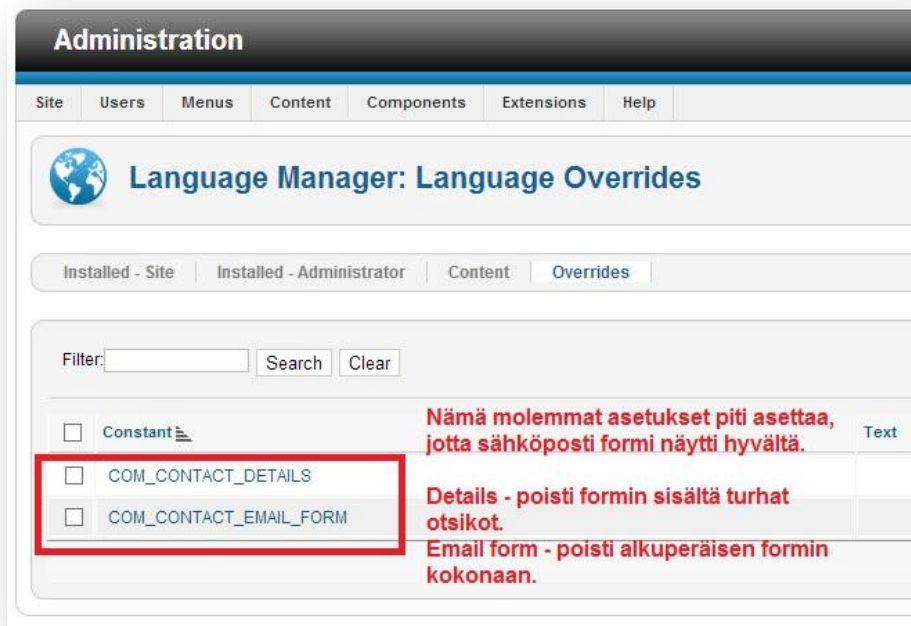 Administration
Site Users Menus Content Components Extensions Help
Language Manager: Language Overrides
Installed - Site Installed - Administrator Content Overrides
Filter: Search Clear
Nämä molemmat asetukset piti asettaa,
Constant Text
jotta sähköposti formi näytti hyvältä.
COM_CONTACT_DETAILS
Details - poisti formin sisältä turhat
otsikot.
COM_CONTACT_EMAIL_FORM
Email form - poisti alkuperäisen formin
kokonaan.